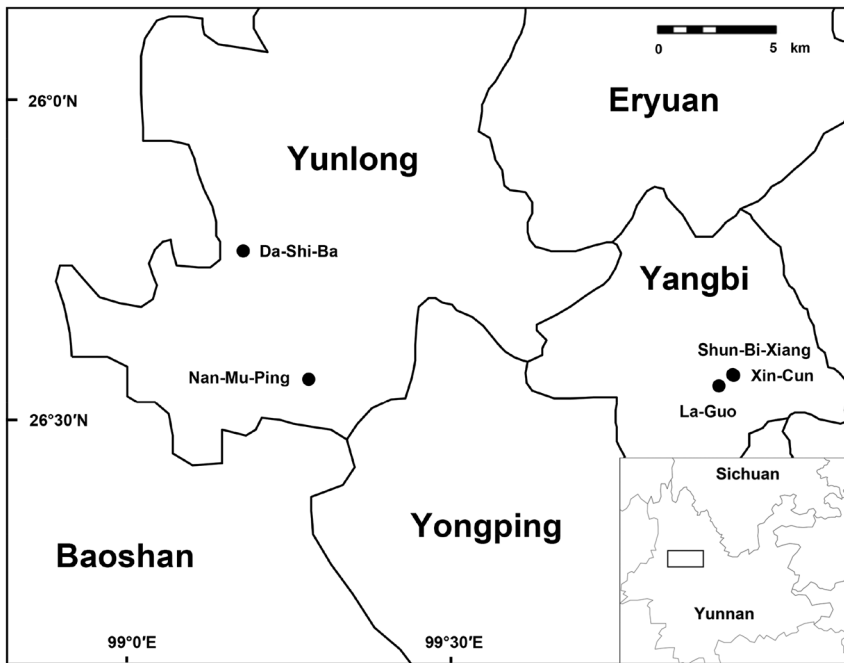 0 5 km
26°0′N
Eryuan
Yunlong
Da-Shi-Ba
Yangbi
Shun-Bi-Xiang
Nan-Mu-Ping
Xin-Cun
La-Guo
26°30′N
Sichuan
Yongping
Baoshan
Yunnan
99°0′E
99°30′E